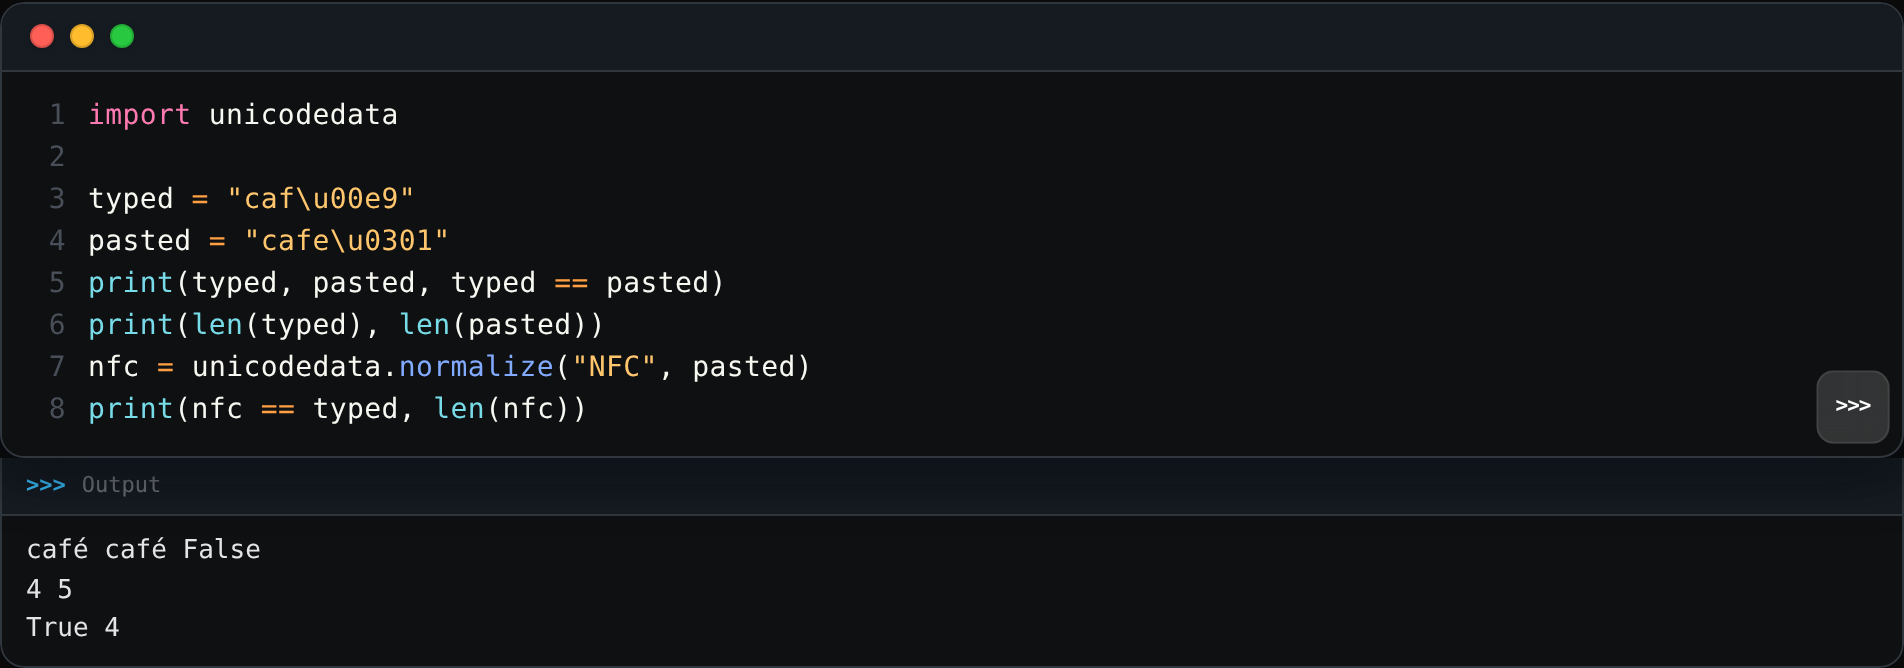 1 import unicodedata
2
3 typed = "caf\u00e9"
4 pasted = "cafe\u0301"
5 print(typed, pasted, typed == pasted)
6 print(len(typed), len(pasted))
7 nfc = unicodedata.normalize("NFC", pasted)
8 print(nfc == typed, len(nfc))
>>>
>>> Output
café café False
4 5
True 4